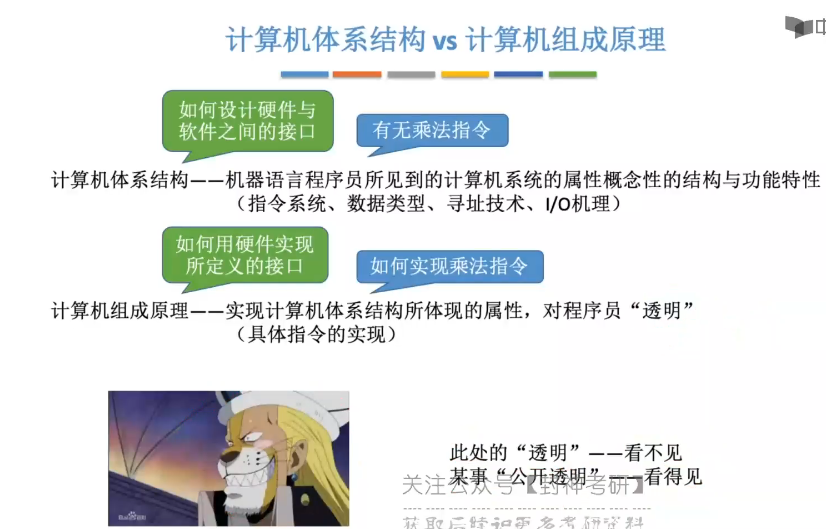 计算机体系结构 vs 计算机组成原理
如何设计硬件与
软件之间的接口
有无乘法指令
计算机体系结构——机器语言程序员所见到的计算机系统的属性概念性的结构与功能特性
（指令系统、数据类型、寻址技术、I/O机理）
如何用硬件实现
所定义的接口
如何实现乘法指令
计算机组成原理——实现计算机体系结构所体现的属性，对程序员“透明”
（具体指令的实现）
此处的“透明”——看不见
某事“公开透明”——看得见
关注公众号【封神考研】
获取后续识更多考研资料
Baidu百科